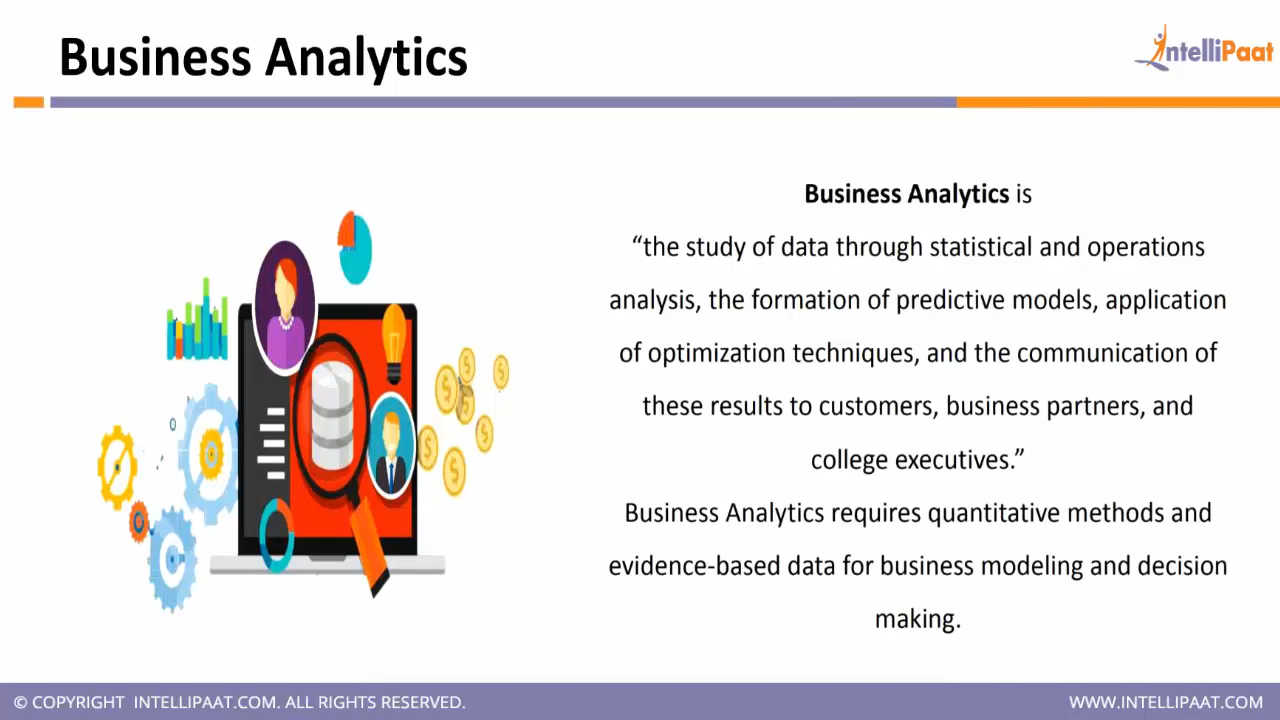 Business Analytics
IntelliPaat
Business Analytics is
“the study of data through statistical and operations
analysis, the formation of predictive models, application
of optimization techniques, and the communication of
these results to customers, business partners, and
college executives.”
Business Analytics requires quantitative methods and
evidence-based data for business modeling and decision
making.
© COPYRIGHT INTELLIPAAT.COM. ALL RIGHTS RESERVED.
WWW.INTELLIPAAT.COM